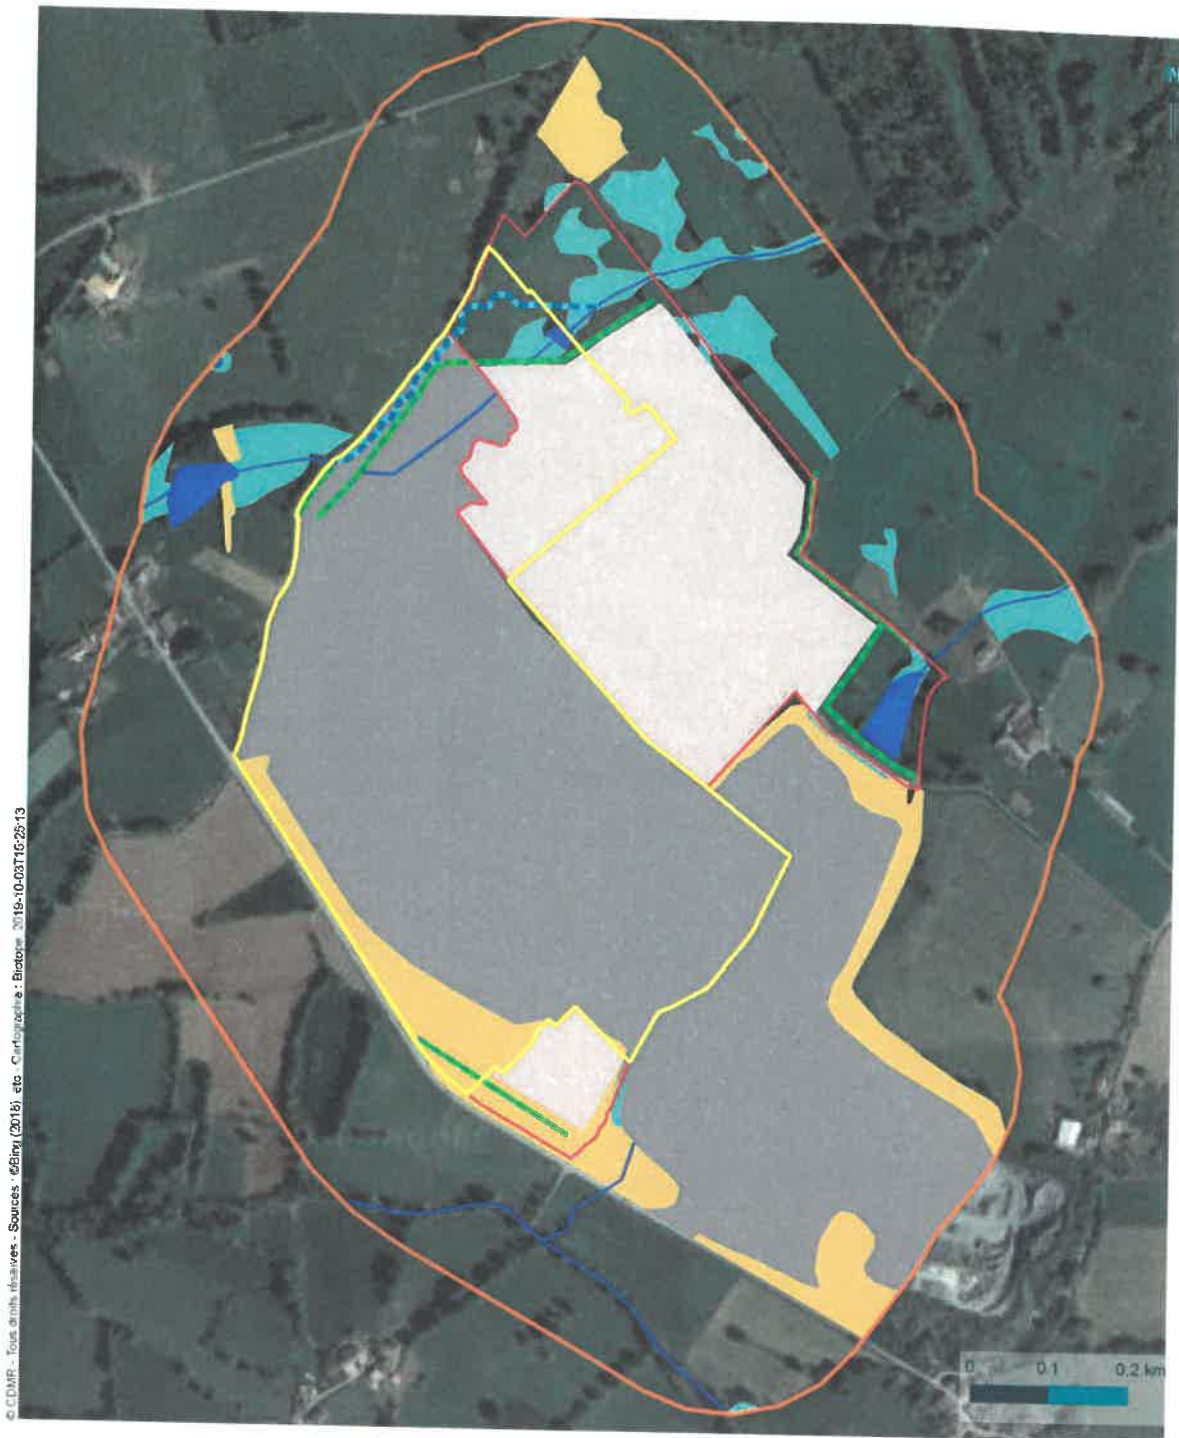 © CDMR - Tous droits réservés - Sources : ©Bing (2018) etc - Cartographie : Biotope, 2019-10-03T15:25:13
N
0 0.1 0.2 km